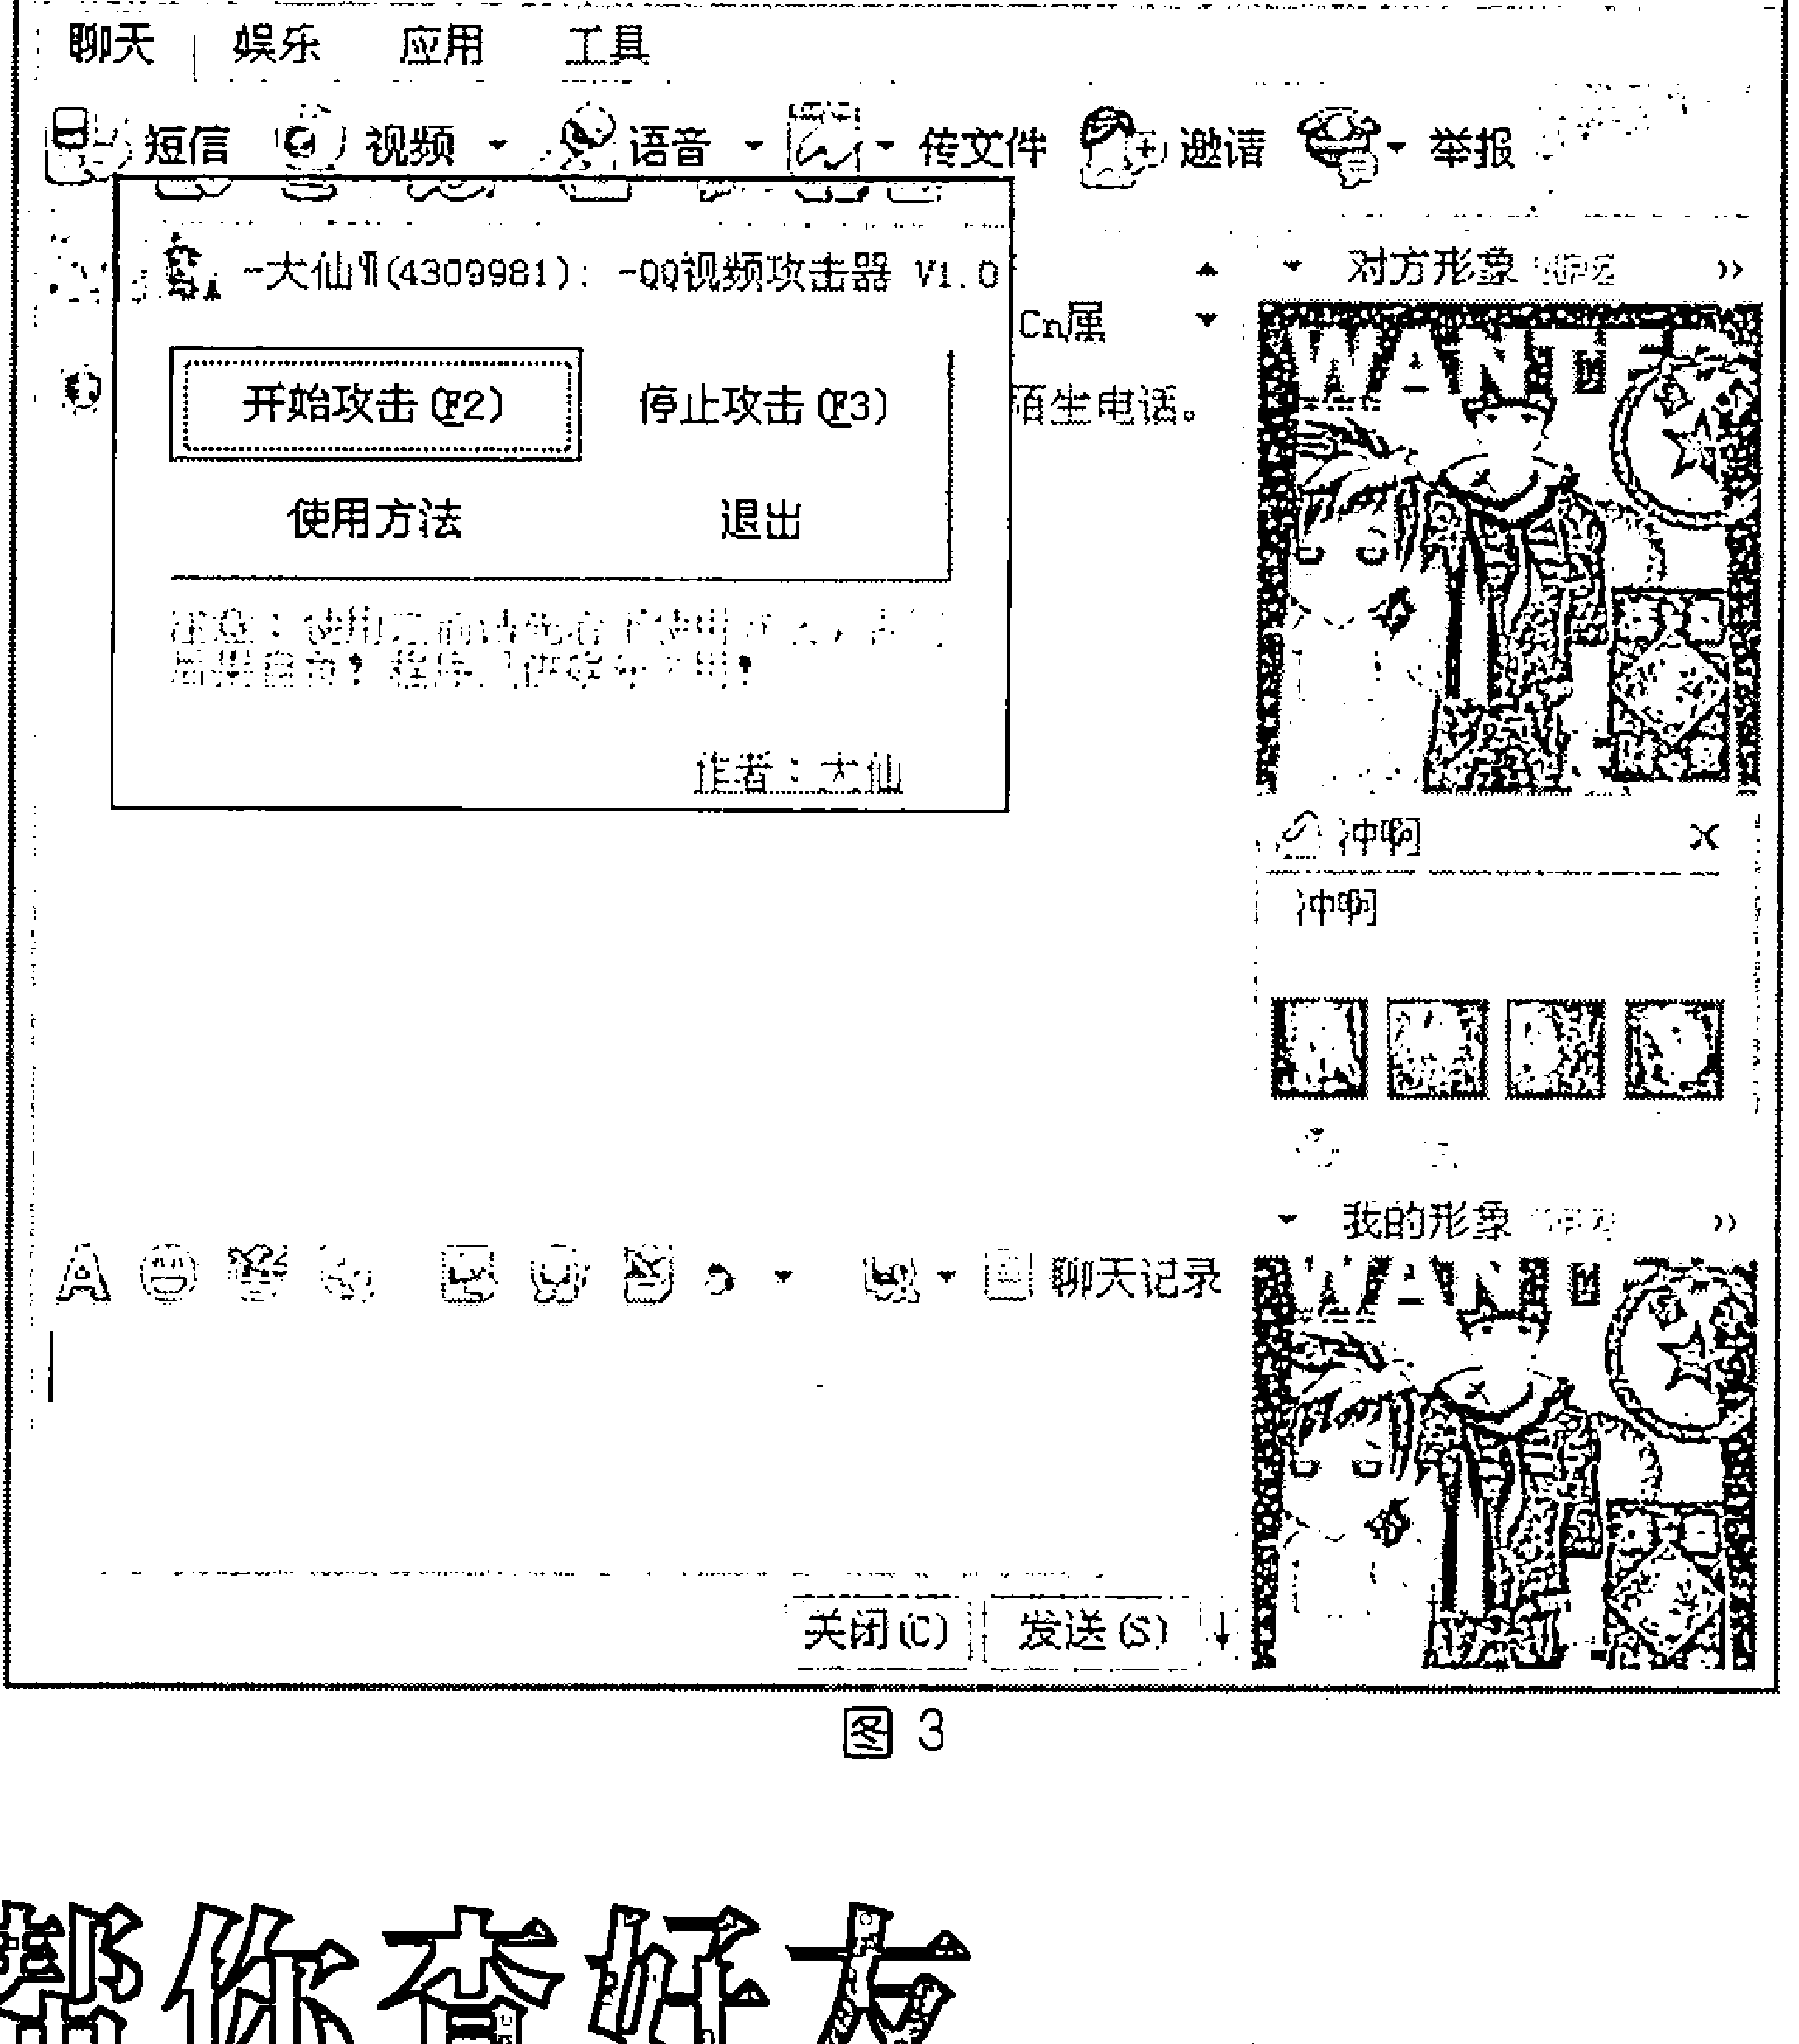 聊天 娱乐 应用 工具
短信 视频 语音 传文件 邀请 举报
-大仙¶(4309981): -QQ视频攻击器 V1.0
对方形象
Cn属
开始攻击(F2) 停止攻击(F3)
陌生电话。
使用方法 退出
作者:大仙
WANTE
冲啊
冲啊
我的形象
A 聊天记录
WANTE
关闭(C) 发送(S)
图 3
帮你查好友